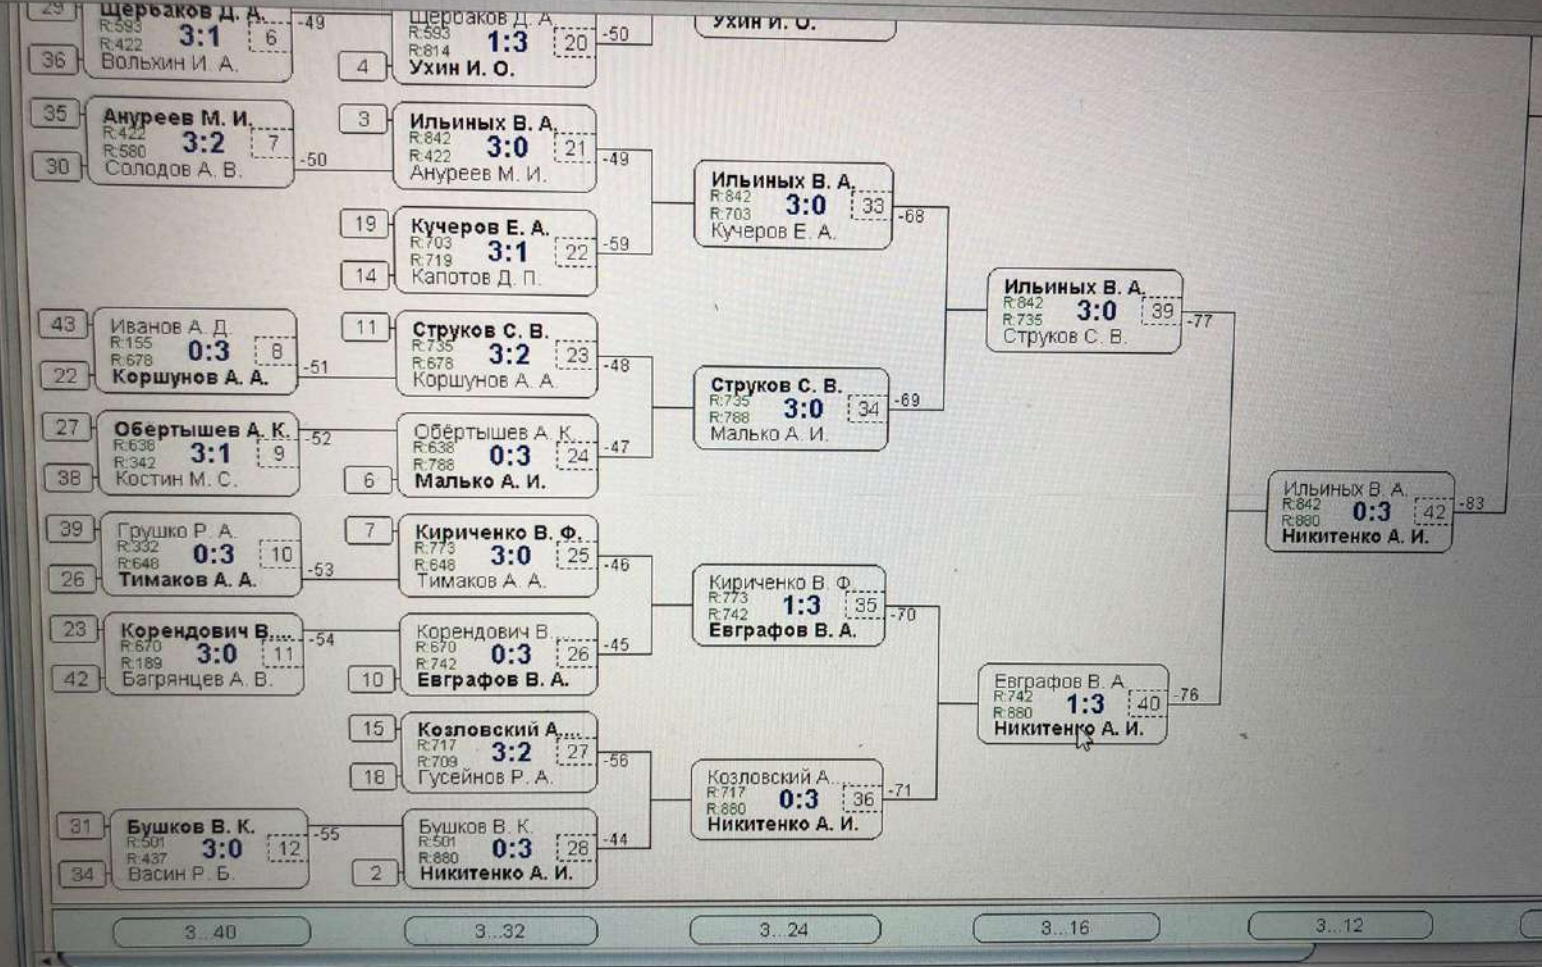 29
Щербаков Д. А.
R:593
3:1
6
R:422
36
Вольхин И. А.
-49
35
Ануреев М. И.
R:422
3:2
7
R:580
30
Солодов А. В.
-50
43
Иванов А. Д.
R:155
0:3
8
R:678
22
Коршунов А. А.
-51
27
Обертышев А. К.
R:638
3:1
9
R:342
38
Костин М. С.
-52
39
Грушко Р. А.
R:332
0:3
10
R:648
26
Тимаков А. А.
-53
23
Корендович В....
R:670
3:0
11
R:189
42
Багрянцев А. В.
-54
31
Бушков В. К.
R:501
3:0
12
R:437
34
Васин Р. Б.
-55
Щербаков Д. А.
R:593
1:3
20
R:814
4
Ухин И. О.
-50
3
Ильиных В. А.
R:842
3:0
21
R:422
Ануреев М. И.
-49
19
Кучеров Е. А.
R:703
3:1
22
R:719
14
Капотов Д. П.
-59
11
Струков С. В.
R:735
3:2
23
R:678
Коршунов А. А.
-48
Обертышев А. К.
R:638
0:3
24
R:788
6
Малько А. И.
-47
7
Кириченко В. Ф.
R:773
3:0
25
R:648
Тимаков А. А.
-46
Корендович В....
R:670
0:3
26
R:742
10
Евграфов В. А.
-45
15
Козловский А....
R:717
3:2
27
R:709
18
Гусейнов Р. А.
-56
Бушков В. К.
R:501
0:3
28
R:880
2
Никитенко А. И.
-44
Ухин И. О.
Ильиных В. А.
R:842
3:0
33
R:703
Кучеров Е. А.
-68
Струков С. В.
R:735
3:0
34
R:788
Малько А. И.
-69
Кириченко В. Ф.
R:773
1:3
35
R:742
Евграфов В. А.
-70
Козловский А....
R:717
0:3
36
R:880
Никитенко А. И.
-71
Ильиных В. А.
R:842
3:0
39
R:735
Струков С. В.
-77
Евграфов В. А.
R:742
1:3
40
R:880
Никитенко А. И.
-76
Ильиных В. А.
R:842
0:3
42
R:880
Никитенко А. И.
-83
3...40
3...32
3...24
3...16
3...12